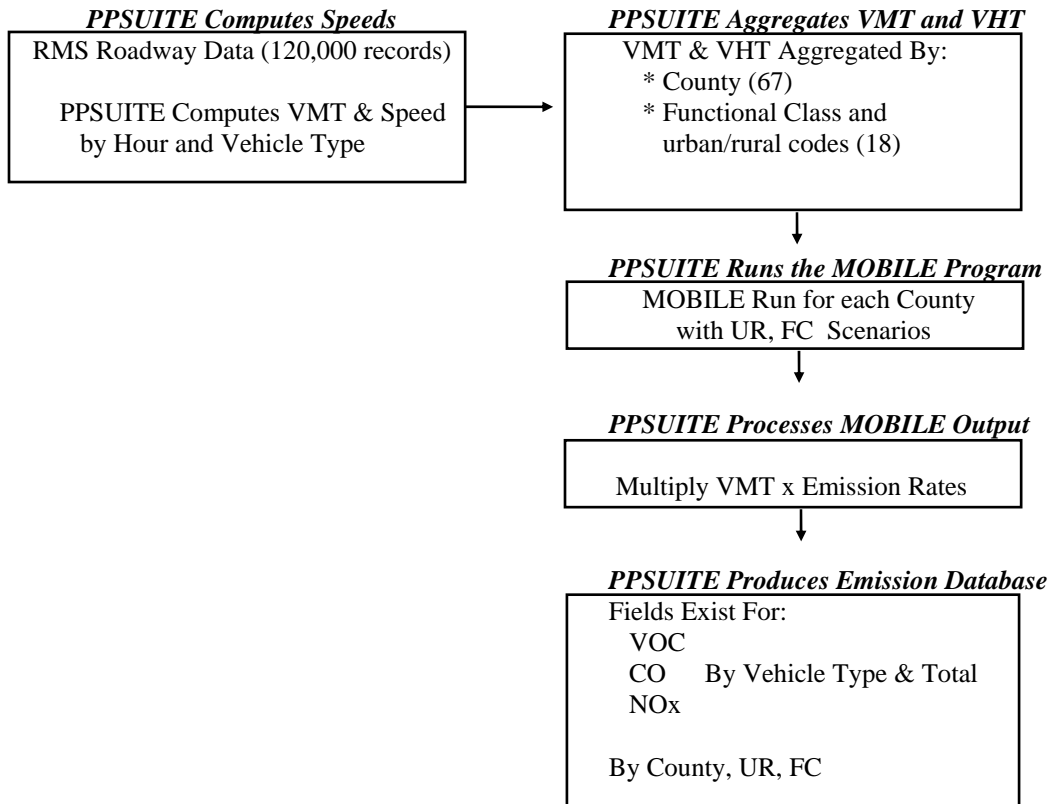 PPSUITE Computes Speeds
RMS Roadway Data (120,000 records)
PPSUITE Computes VMT & Speed
by Hour and Vehicle Type
PPSUITE Aggregates VMT and VHT
VMT & VHT Aggregated By:
* County (67)
* Functional Class and
urban/rural codes (18)
PPSUITE Runs the MOBILE Program
MOBILE Run for each County
with UR, FC Scenarios
PPSUITE Processes MOBILE Output
Multiply VMT x Emission Rates
PPSUITE Produces Emission Database
Fields Exist For:
VOC
CO By Vehicle Type & Total
NOx
By County, UR, FC